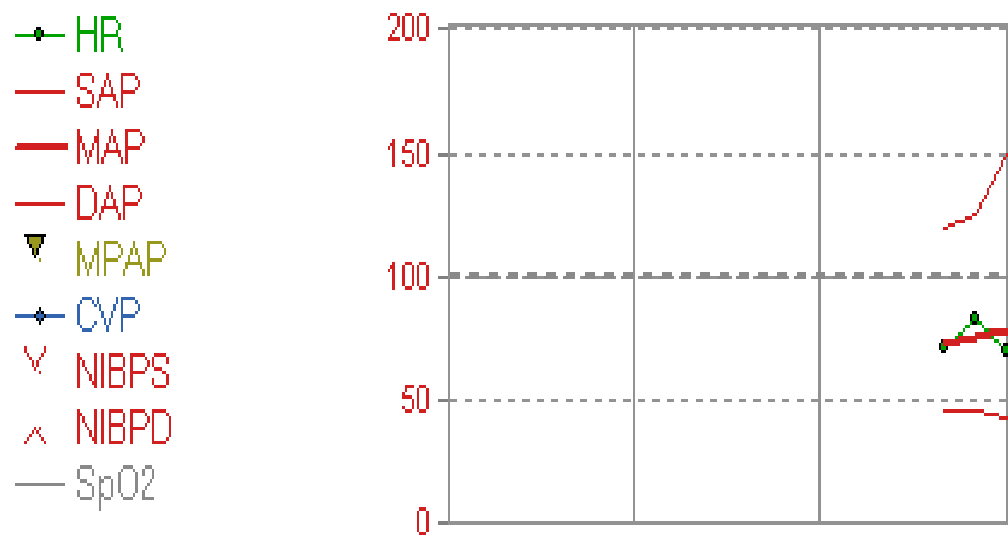 HR
SAP
MAP
DAP
MPAP
CVP
NIBPS
NIBPD
SpO2
200
150
100
50
0